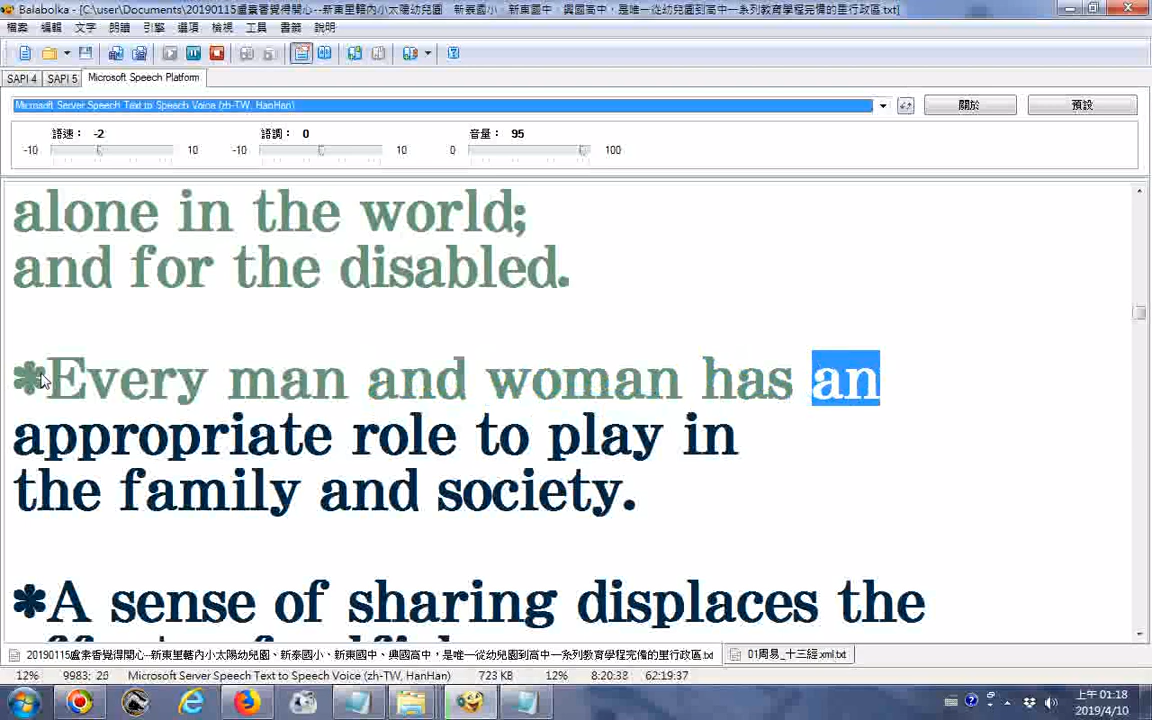 Balabolka - [C:\user\Documents\20190115盧素香覺得開心--新東里轄內小太陽幼兒園　新泰國小　新東國中　興國高中，是唯一從幼兒園到高中一系列教育學程完備的里行政區.txt]
檔案 編輯 文字 朗讀 引擎 選項 檢視 工具 書籤 說明
SAPI 4 SAPI 5 Microsoft Speech Platform
Microsoft Server Speech Text to Speech Voice (zh-TW, HanHan)
關於 預設
語速： -2 語調： 0 音量： 95
-10 10 -10 10 0 100
alone in the world;
and for the disabled.
✽Every man and woman has an
appropriate role to play in
the family and society.
✽A sense of sharing displaces the
20190115盧素香覺得開心--新東里轄內小太陽幼兒園、新泰國小、新東國中、興國高中，是唯一從幼兒園到高中一系列教育學程完備的里行政區.txt 01周易_十三經.xml.txt
12% 9983: 26 Microsoft Server Speech Text to Speech Voice (zh-TW, HanHan) 723 KB 12% 8:20:38 62:19:37
上午 01:18
2019/4/10